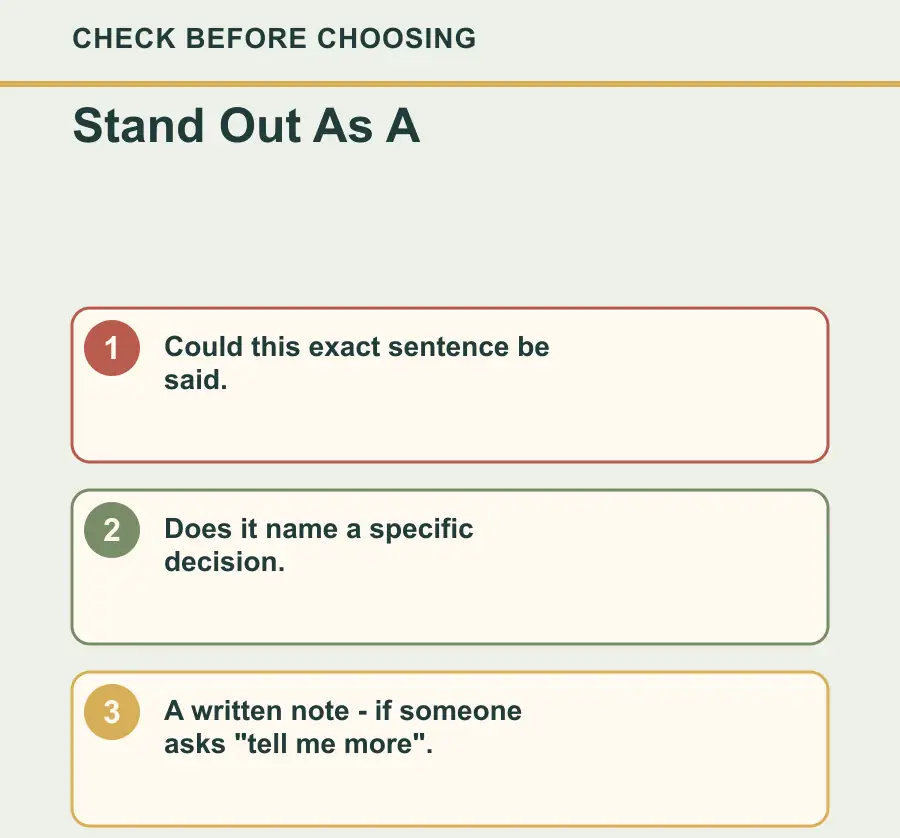 CHECK BEFORE CHOOSING
Stand Out As A
1
Could this exact sentence be
said.
2
Does it name a specific
decision.
3
A written note - if someone
asks "tell me more".